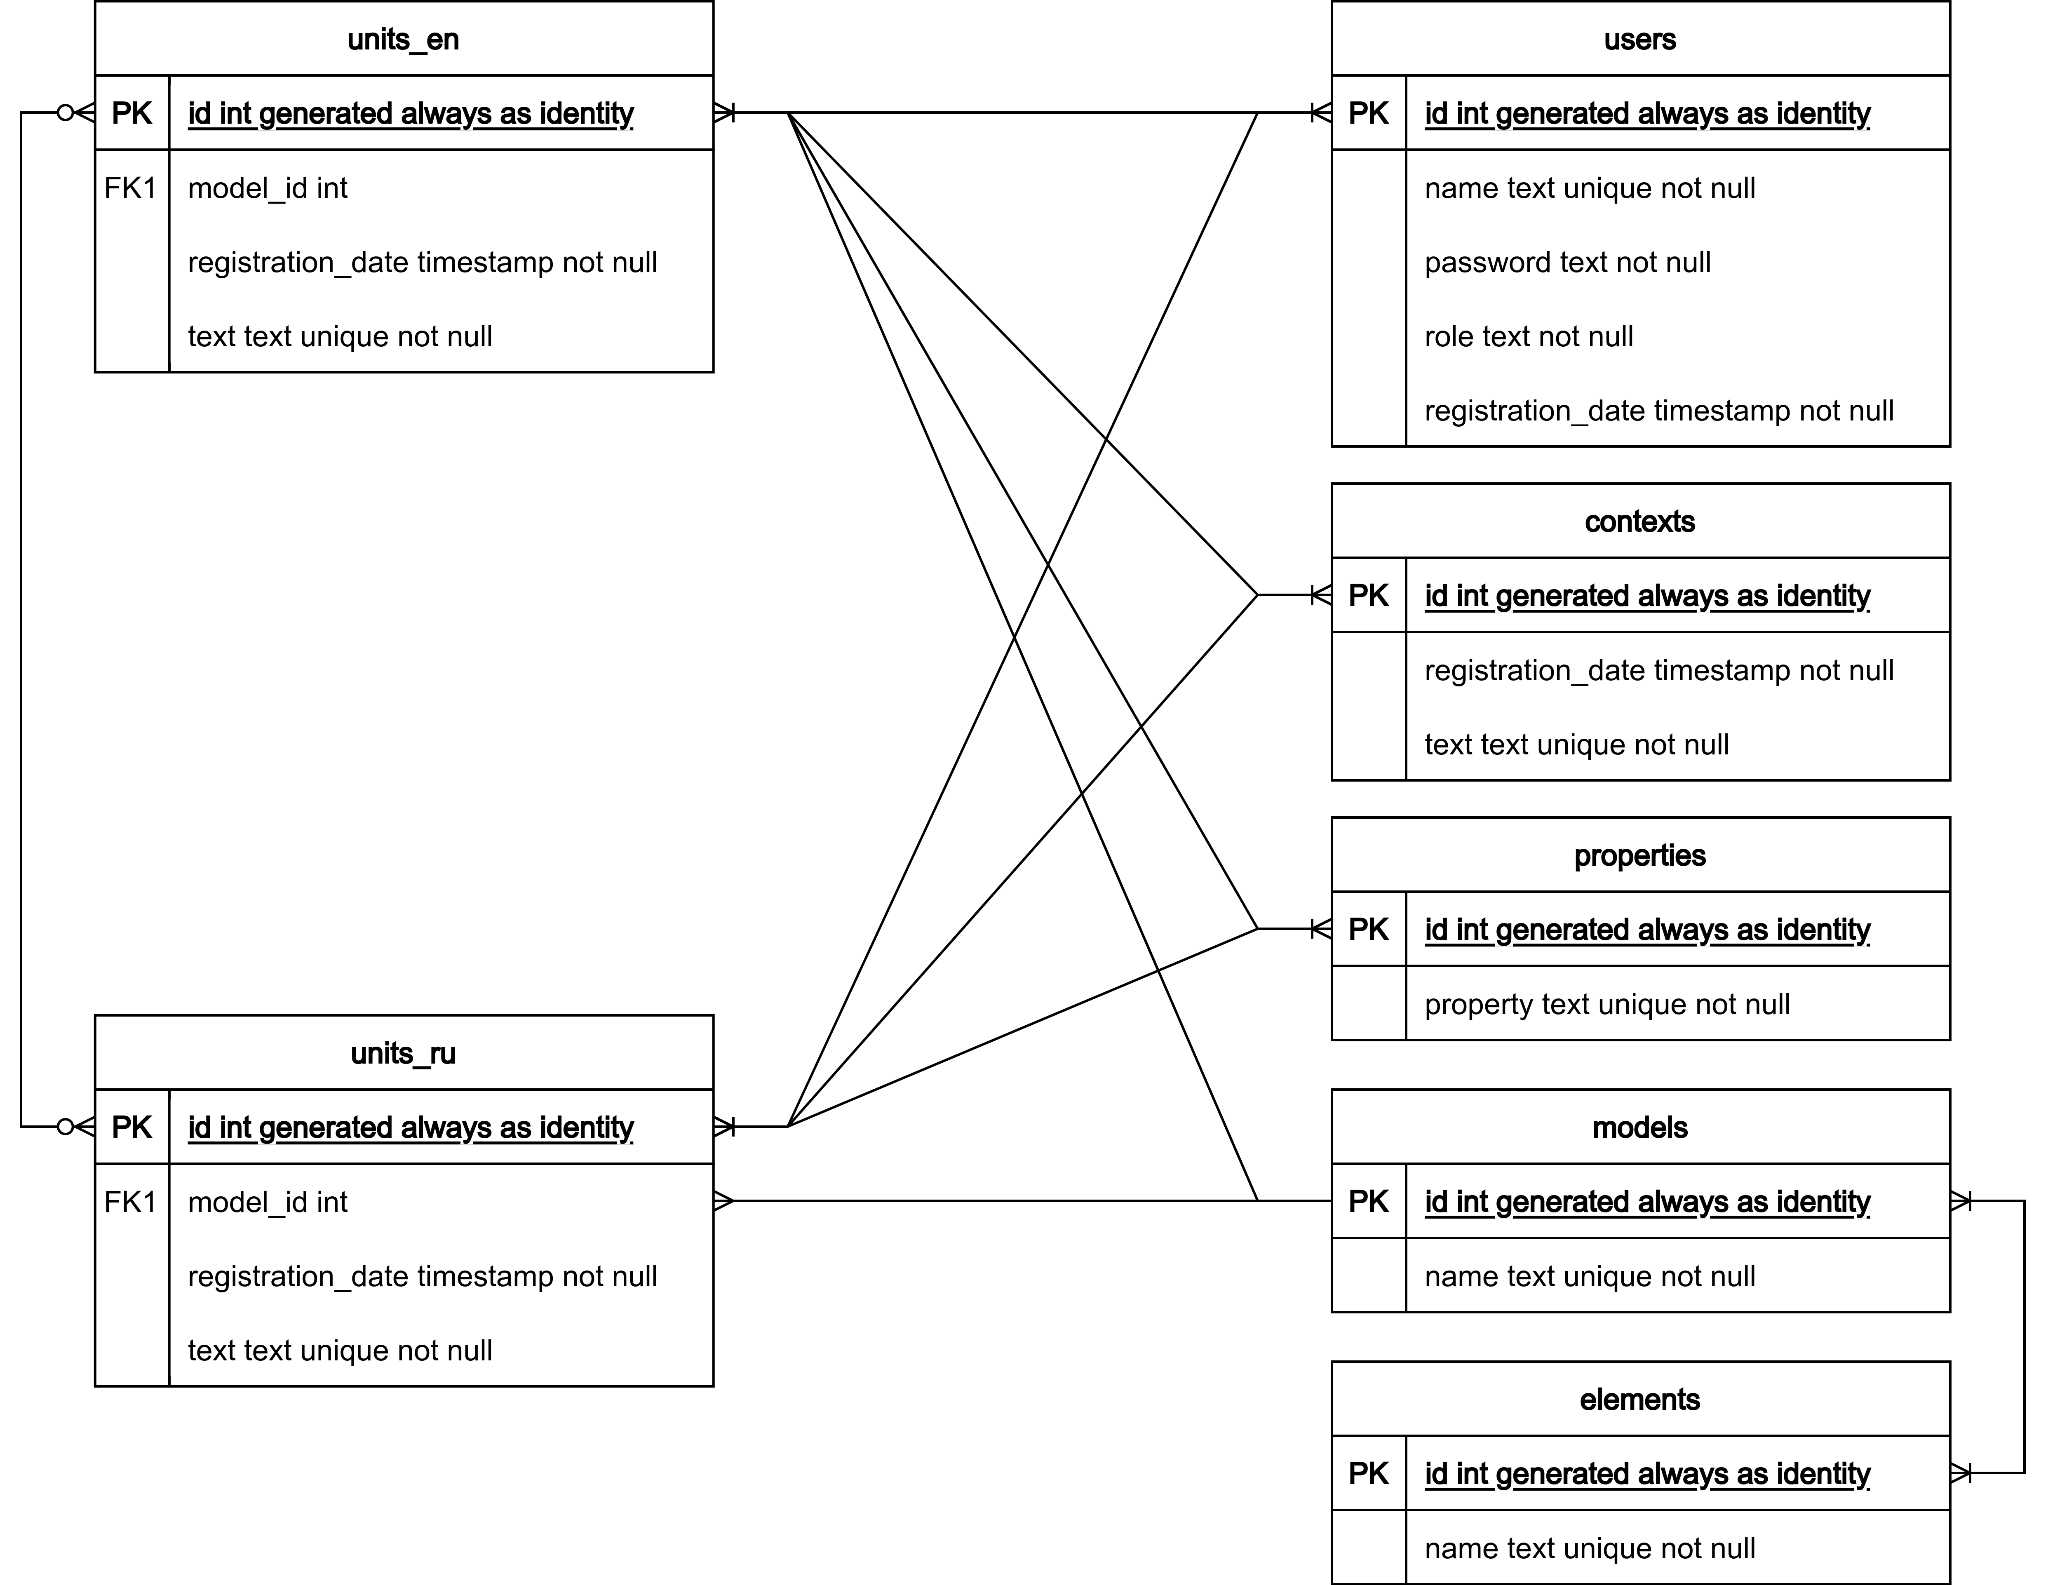 units_en
PK id int generated always as identity
FK1 model_id int
registration_date timestamp not null
text text unique not null
users
PK id int generated always as identity
name text unique not null
password text not null
role text not null
registration_date timestamp not null
contexts
PK id int generated always as identity
registration_date timestamp not null
text text unique not null
properties
PK id int generated always as identity
property text unique not null
units_ru
PK id int generated always as identity
FK1 model_id int
registration_date timestamp not null
text text unique not null
models
PK id int generated always as identity
name text unique not null
elements
PK id int generated always as identity
name text unique not null